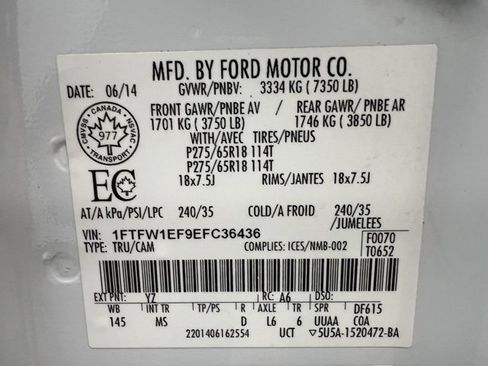 MFD. BY FORD MOTOR CO.
DATE: 06/14 GVWR/PNBV: 3334 KG ( 7350 LB)
FRONT GAWR/PNBE AV / REAR GAWR/ PNBE AR
1701 KG ( 3750 LB) 1746 KG ( 3850 LB)
WITH/AVEC TIRES/PNEUS
P275/65R18 114T
P275/65R18 114T
18x7.5J RIMS/JANTES 18x7.5J
CMVSS • CANADA • NSVAC
977
TRANSPORT
EC
AT/A kPa/PSI/LPC 240/35 COLD/A FROID 240/35
/JUMELEES
VIN: 1FTFW1EF9EFC36436
TYPE: TRU/CAM COMPLIES: ICES/NMB-002
F0070
T0652
EXT PNT: YZ RC: A6 DSO:
WB INT TR TP/PS R AXLE TR SPR DF615
145 MS D L6 6 UUAA COA
2201406162554 UCT ▽5U5A-1520472-BA